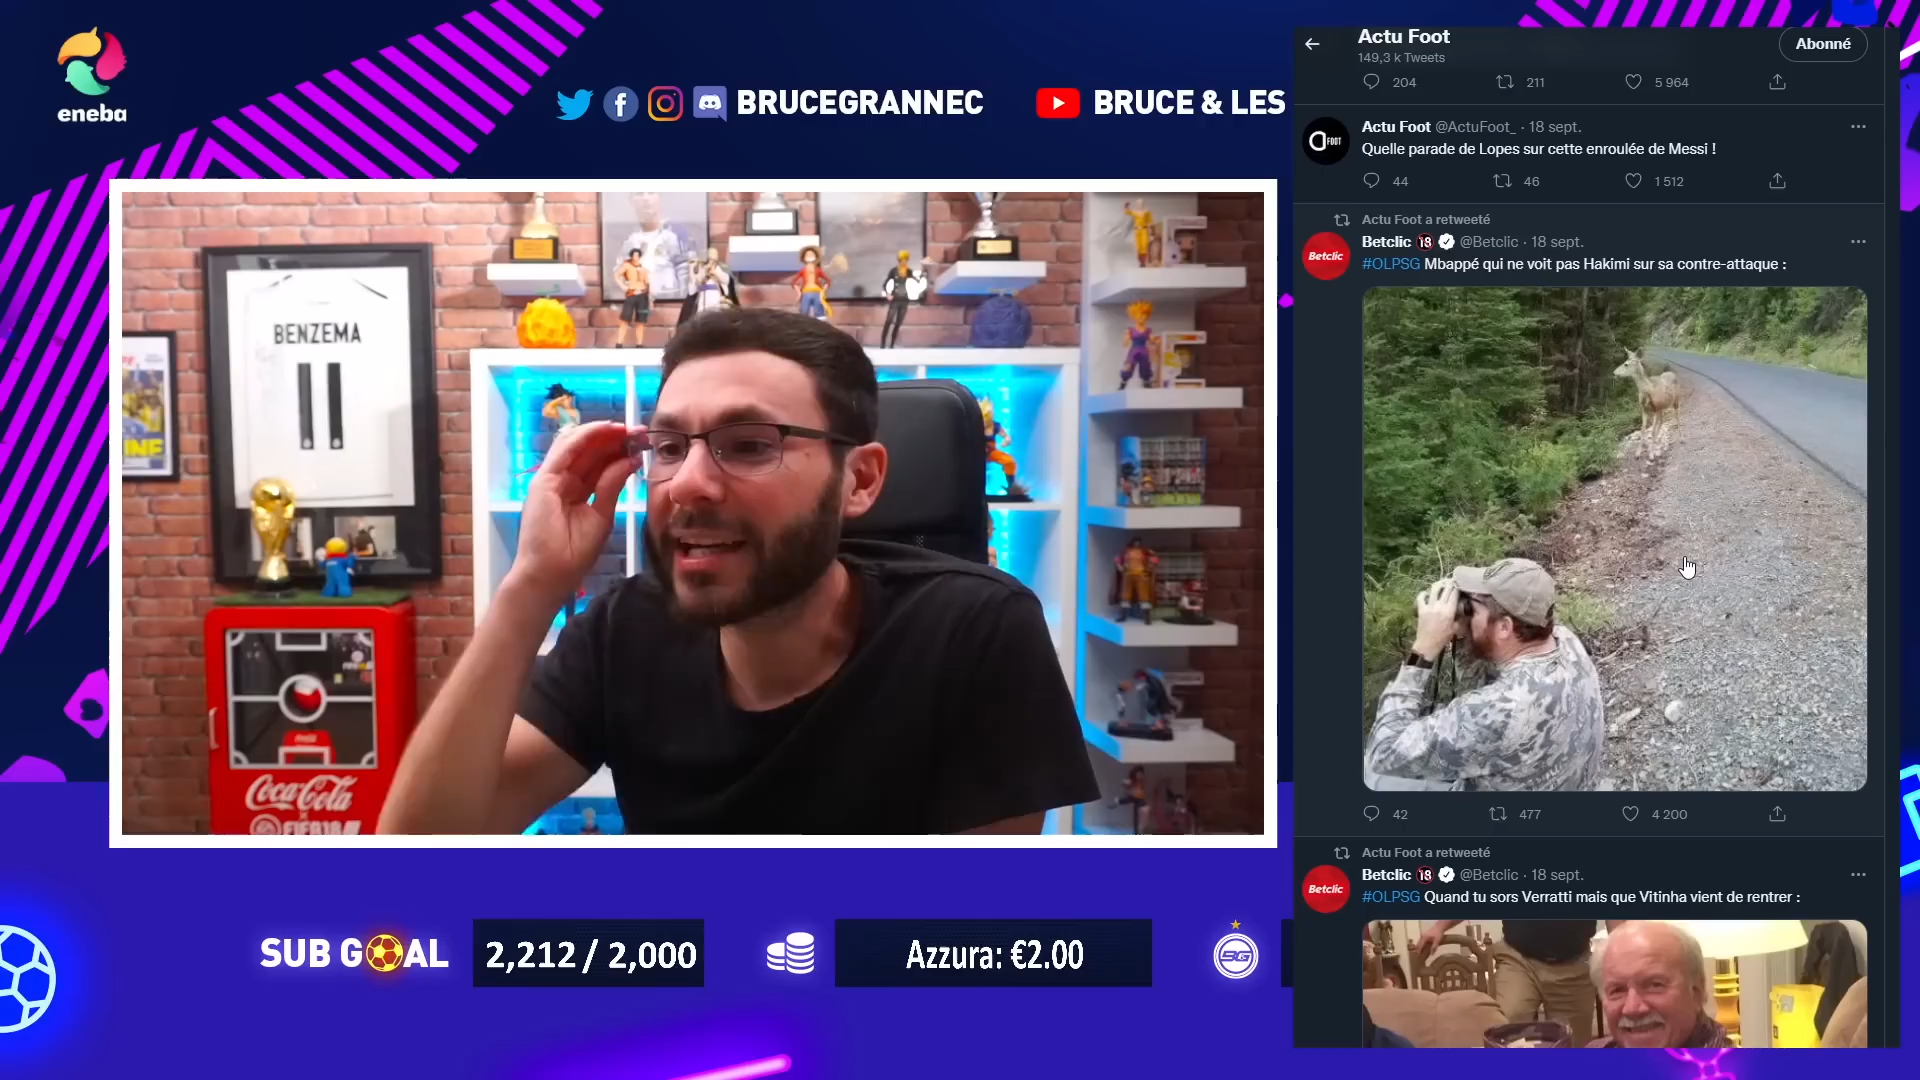 eneba
BRUCEGRANNEC
BRUCE & LES
BENZEMA
11
Coca-Cola
SUB GOAL
2,212 / 2,000
Azzura: €2.00
Actu Foot
149,3 k Tweets
Abonné
204
211
5 964
Actu Foot @ActuFoot_ · 18 sept.
Quelle parade de Lopes sur cette enroulée de Messi !
44
46
1 512
Actu Foot a retweeté
Betclic 🔞 @Betclic · 18 sept.
Betclic
#OLPSG Mbappé qui ne voit pas Hakimi sur sa contre-attaque :
42
477
4 200
Actu Foot a retweeté
Betclic 🔞 @Betclic · 18 sept.
Betclic
#OLPSG Quand tu sors Verratti mais que Vitinha vient de rentrer :